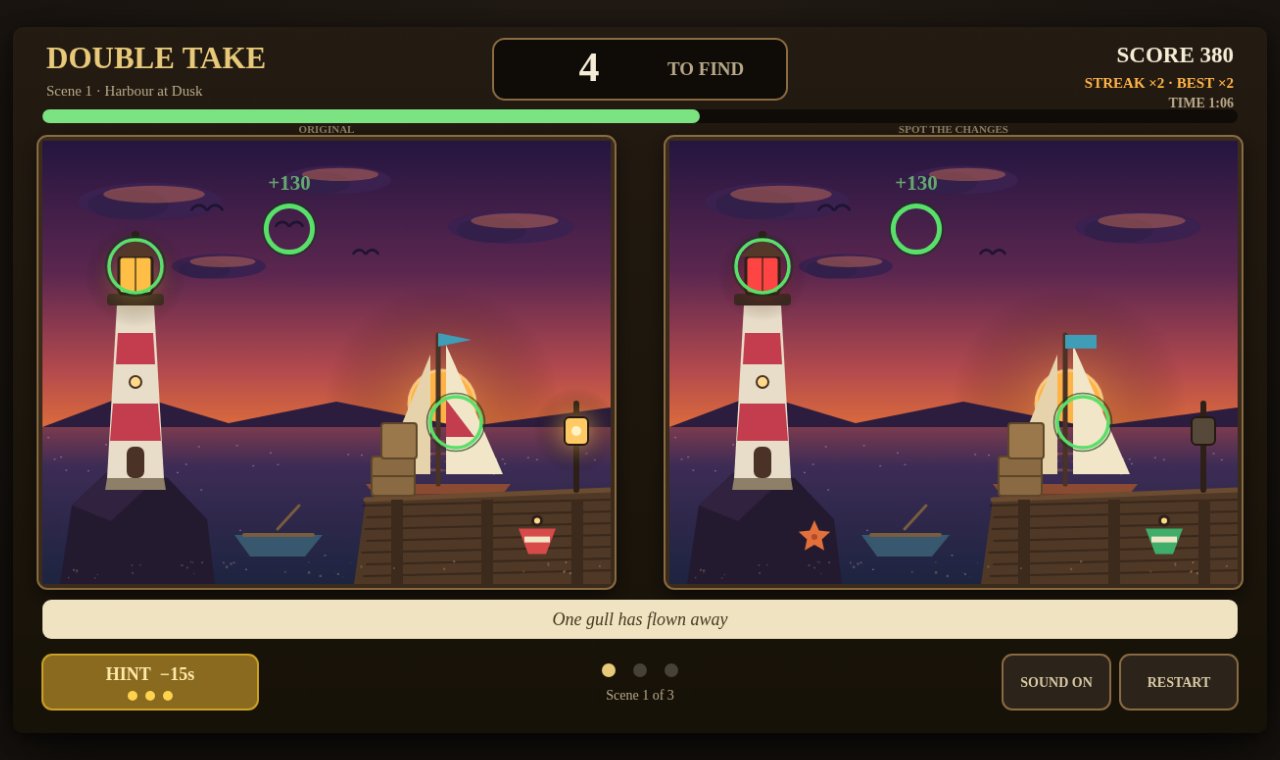 DOUBLE TAKE
Scene 1 · Harbour at Dusk
4 TO FIND
SCORE 380
STREAK ×2 · BEST ×2
TIME 1:06
ORIGINAL
SPOT THE CHANGES
+130
+130
One gull has flown away
HINT −15s
Scene 1 of 3
SOUND ON
RESTART